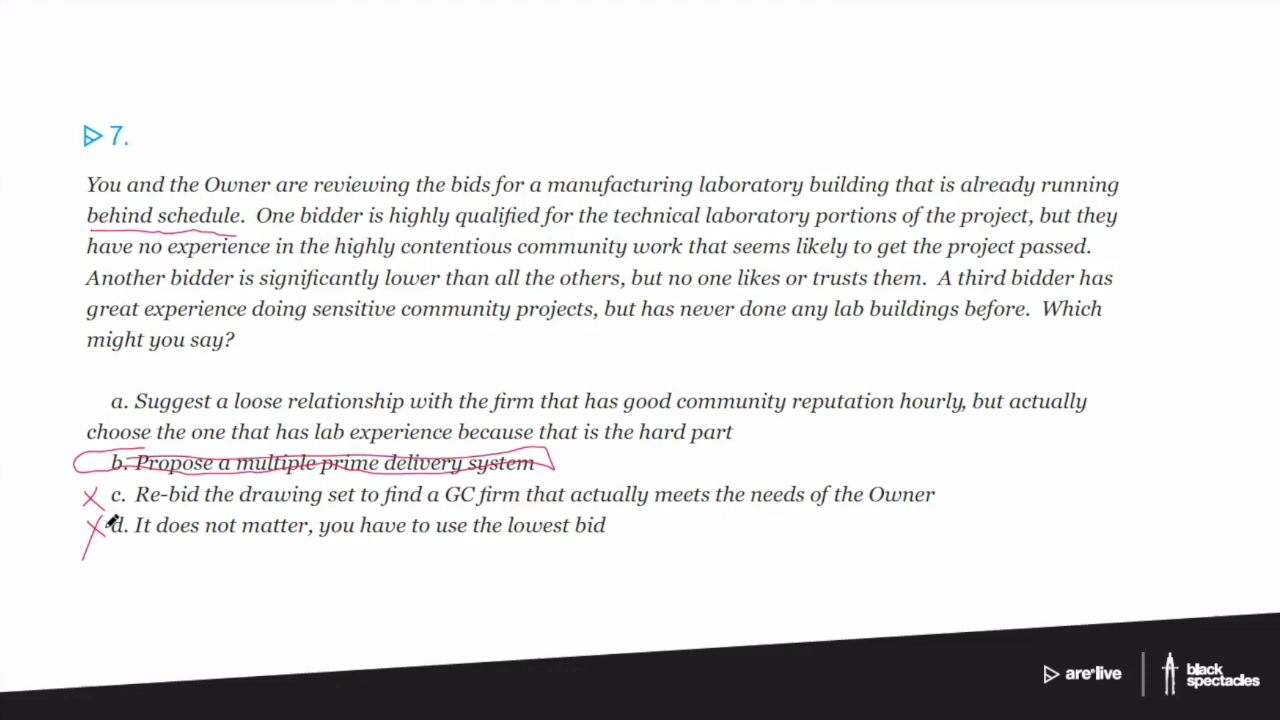 7.
You and the Owner are reviewing the bids for a manufacturing laboratory building that is already running
behind schedule. One bidder is highly qualified for the technical laboratory portions of the project, but they
have no experience in the highly contentious community work that seems likely to get the project passed.
Another bidder is significantly lower than all the others, but no one likes or trusts them. A third bidder has
great experience doing sensitive community projects, but has never done any lab buildings before. Which
might you say?
a. Suggest a loose relationship with the firm that has good community reputation hourly, but actually
choose the one that has lab experience because that is the hard part
b. Propose a multiple prime delivery system
c. Re-bid the drawing set to find a GC firm that actually meets the needs of the Owner
d. It does not matter, you have to use the lowest bid
are live
black
spectacles